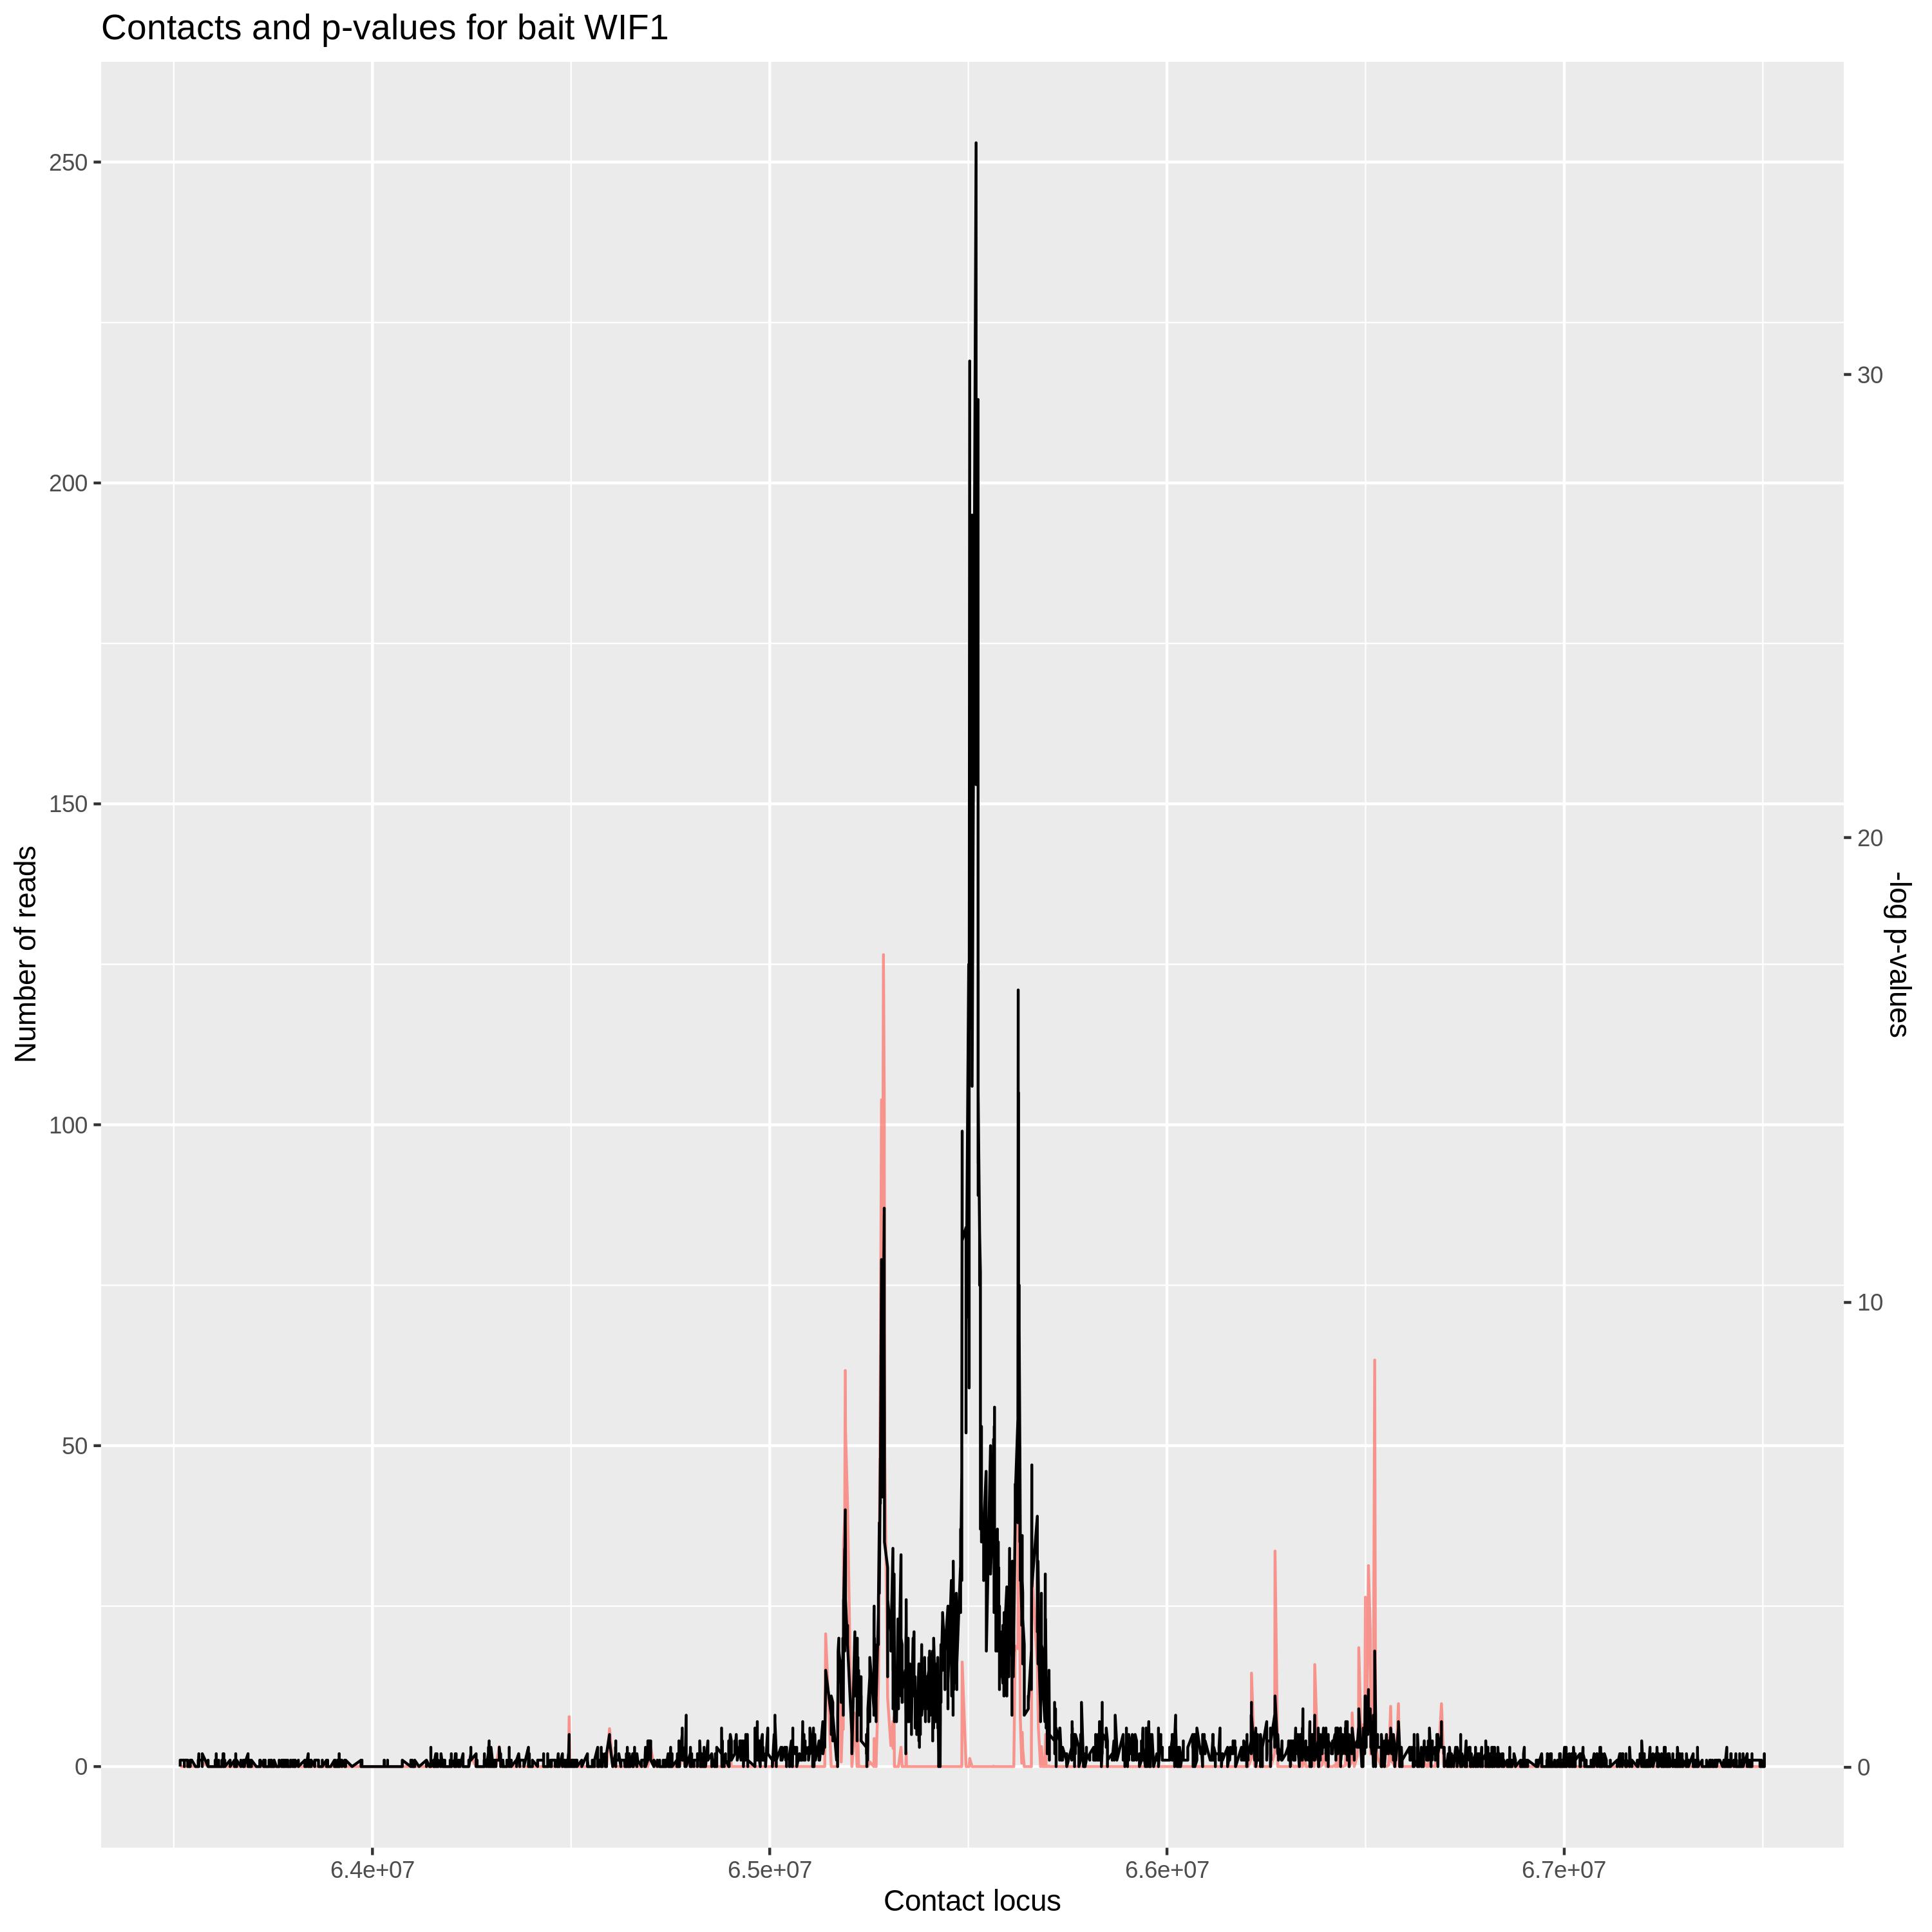 Contacts and p-values for bait WIF1
250
200
150
100
50
0
Number of reads
30
20
10
0
-log p-values
6.4e+07
6.5e+07
6.6e+07
6.7e+07
Contact locus